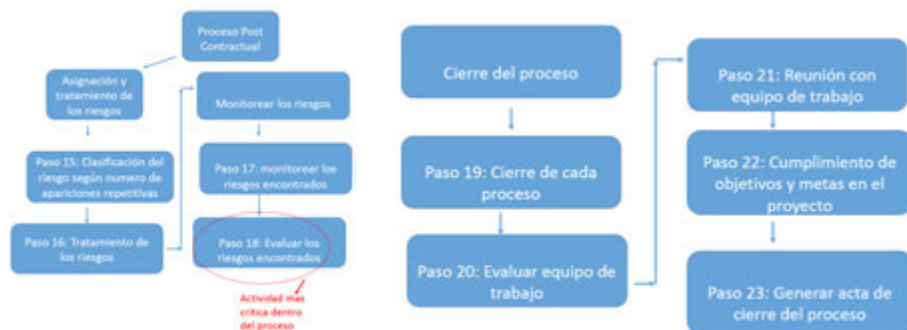 Proceso Post
Contractual
Asignación y
tratamiento de
los riesgos
Paso 15: Clasificación del
riesgo según numero de
apariciones repetitivas
Paso 16: Tratamiento de
los riesgos
Monitorear los riesgos
Paso 17: monitorear los
riesgos encontrados
Paso 18: Evaluar los
riesgos encontrados
Actividad mas
critica dentro
del proceso
Cierre del proceso
Paso 19: Cierre de cada
proceso
Paso 20: Evaluar equipo de
trabajo
Paso 21: Reunión con
equipo de trabajo
Paso 22: Cumplimiento de
objetivos y metas en el
proyecto
Paso 23: Generar acta de
cierre del proceso